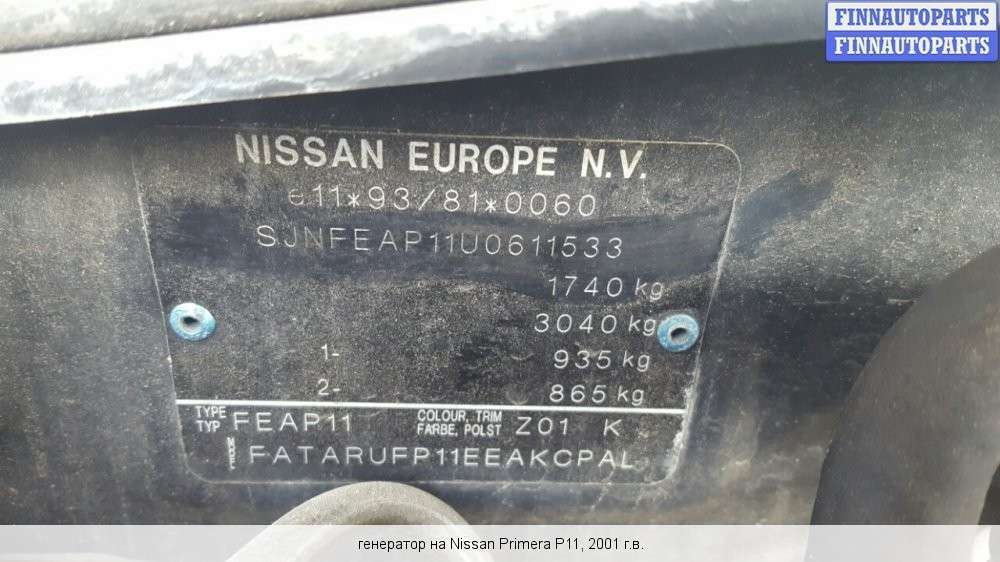 FINNAUTOPARTS
FINNAUTOPARTS
NISSAN EUROPE N.V.
e11*93/81*0060
SJNFEAP11U0611533
1740 kg
3040 kg
1- 935 kg
2- 865 kg
TYPE TYP FEAP11 COLOUR, TRIM FARBE, POLST Z01 K
MODEL FATARUFP11EEAKCPAL
генератор на Nissan Primera P11, 2001 г.в.